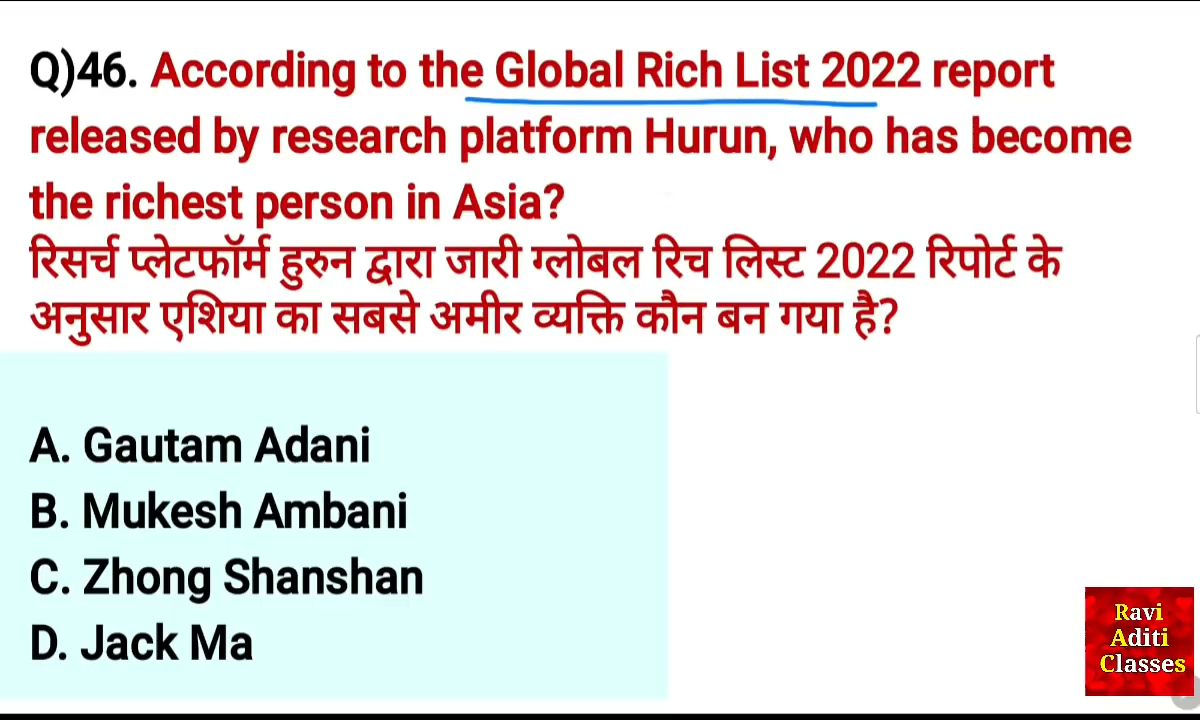 Q)46. According to the Global Rich List 2022 report
released by research platform Hurun, who has become
the richest person in Asia?
रिसर्च प्लेटफॉर्म हुरुन द्वारा जारी ग्लोबल रिच लिस्ट 2022 रिपोर्ट के
अनुसार एशिया का सबसे अमीर व्यक्ति कौन बन गया है?
A. Gautam Adani
B. Mukesh Ambani
C. Zhong Shanshan
D. Jack Ma
Ravi
Aditi
Classes